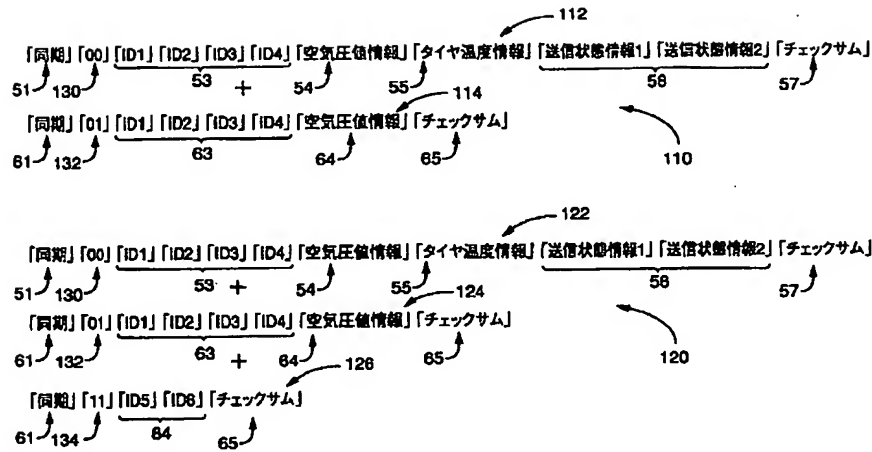 112
「同期」「00」「ID1」「ID2」「ID3」「ID4」「空気圧値情報」「タイヤ温度情報」「送信状態情報1」「送信状態情報2」「チェックサム」
51 130 53 + 54 55 56 57
114
「同期」「01」「ID1」「ID2」「ID3」「ID4」「空気圧値情報」「チェックサム」
61 132 63 64 65 110
122
「同期」「00」「ID1」「ID2」「ID3」「ID4」「空気圧値情報」「タイヤ温度情報」「送信状態情報1」「送信状態情報2」「チェックサム」
51 130 53 + 54 55 56 57
124
「同期」「01」「ID1」「ID2」「ID3」「ID4」「空気圧値情報」「チェックサム」
61 132 63 + 64 65 120
126
「同期」「11」「ID5」「ID6」「チェックサム」
61 134 64 65